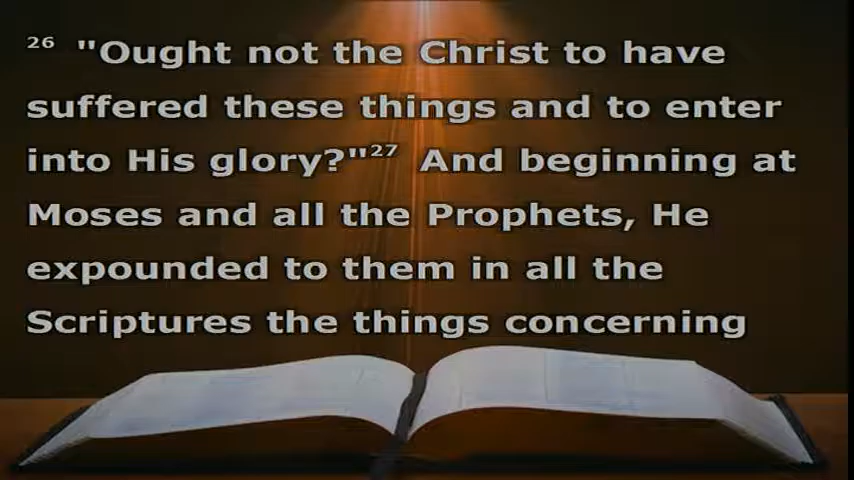 26 "Ought not the Christ to have
suffered these things and to enter
into His glory?"27 And beginning at
Moses and all the Prophets, He
expounded to them in all the
Scriptures the things concerning